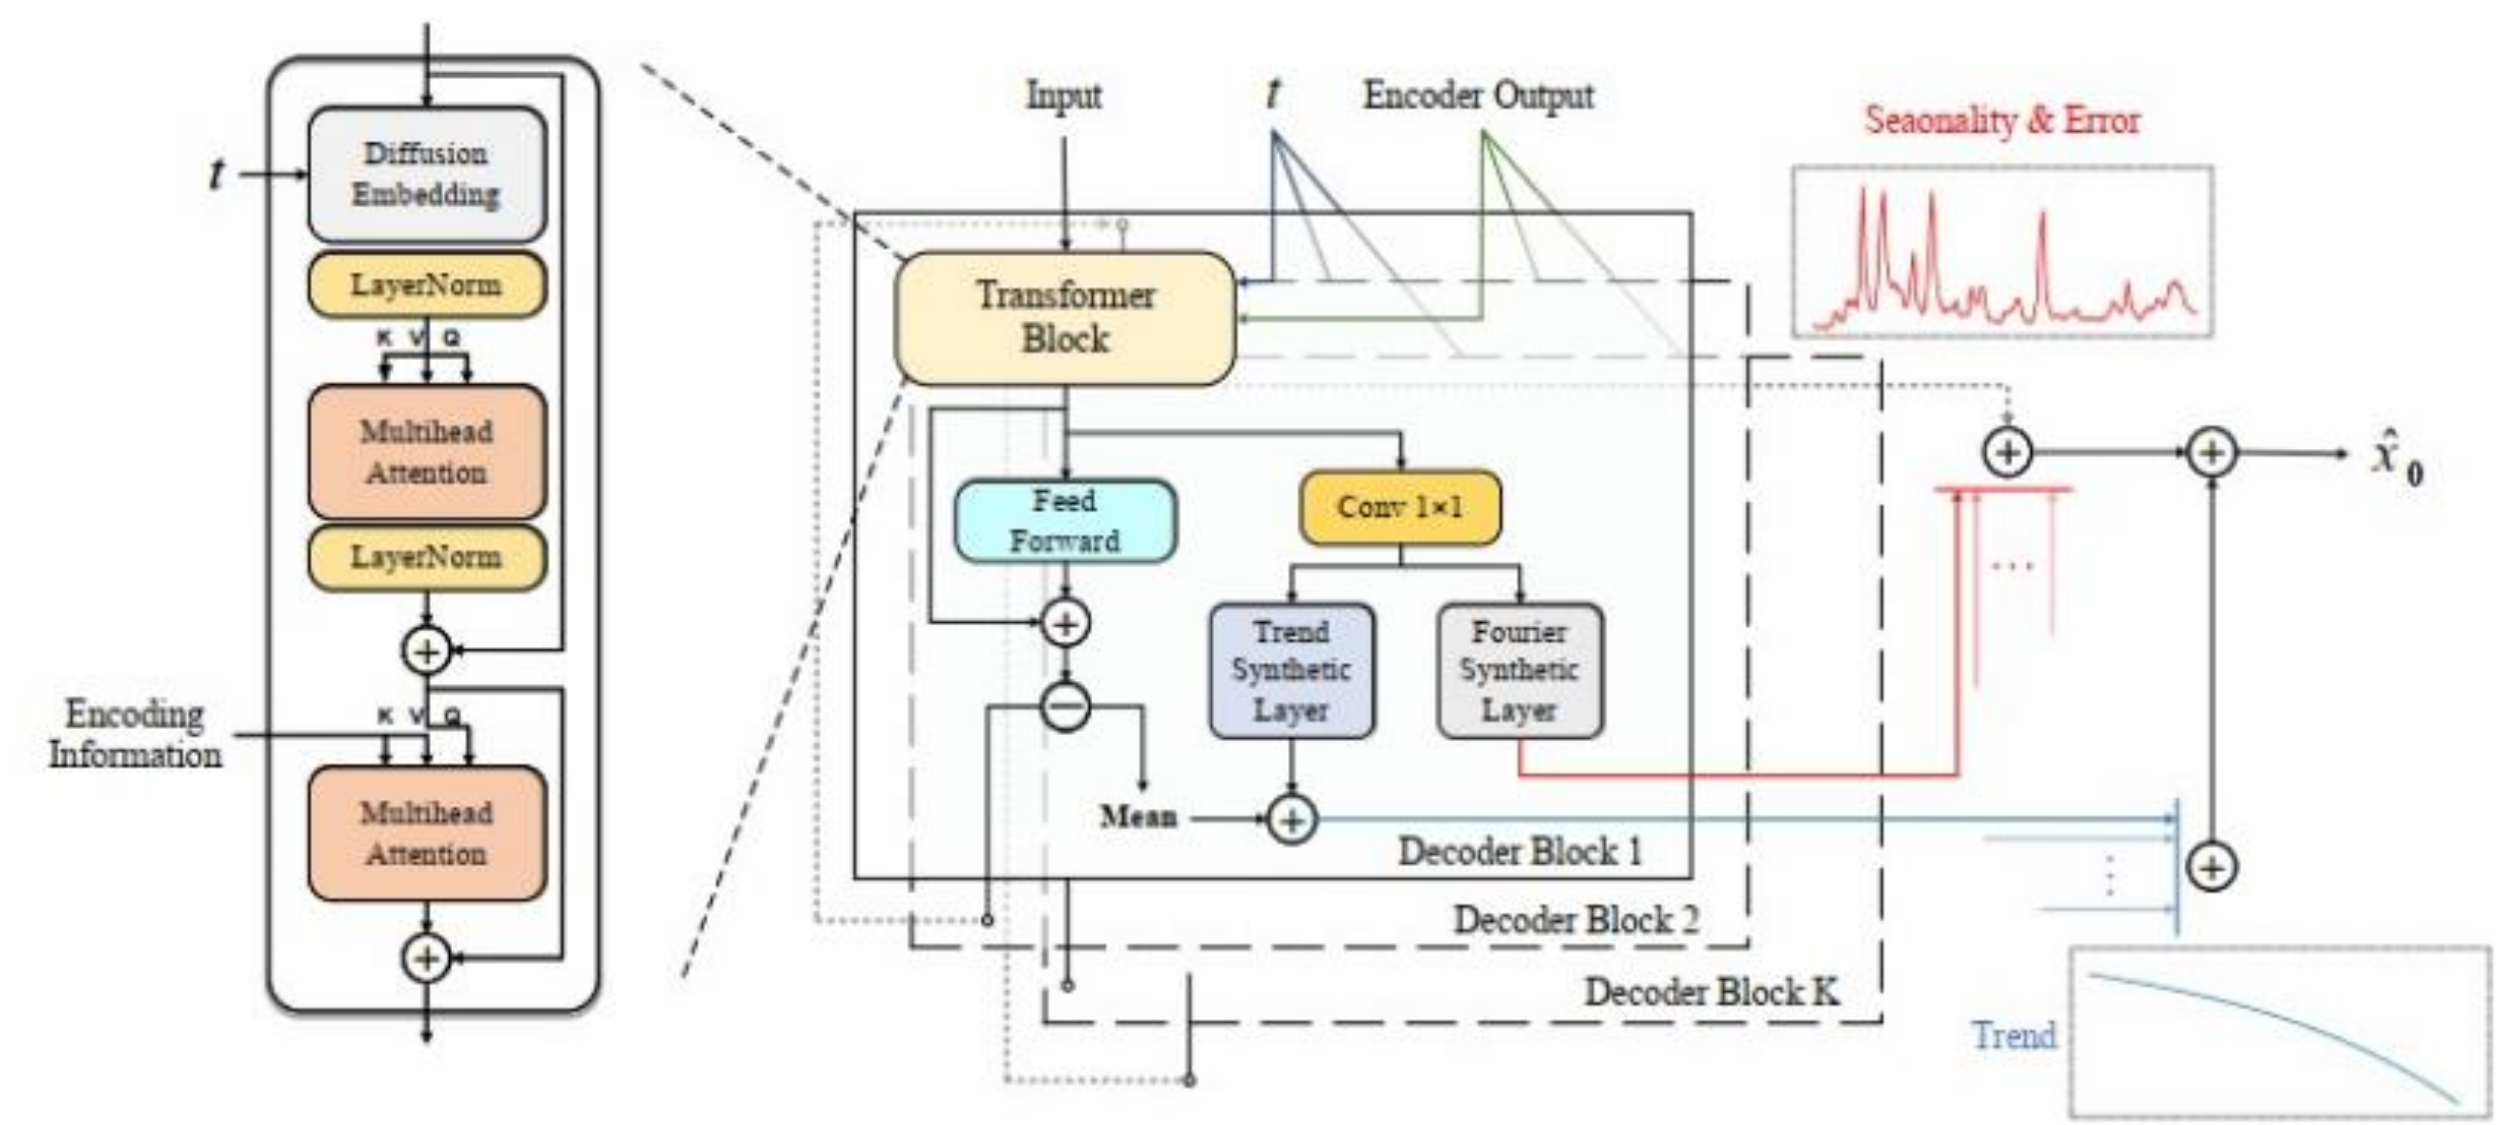 t
Diffusion
Embedding
LayerNorm
K V Q
Multihead
Attention
LayerNorm
Encoding
Information
K V Q
Multihead
Attention
Input
t
Encoder Output
Transformer
Block
Feed
Forward
Conv 1×1
Trend
Synthetic
Layer
Fourier
Synthetic
Layer
Mean
Decoder Block 1
Decoder Block 2
Decoder Block K
Seaonality & Error
x̂0
Trend